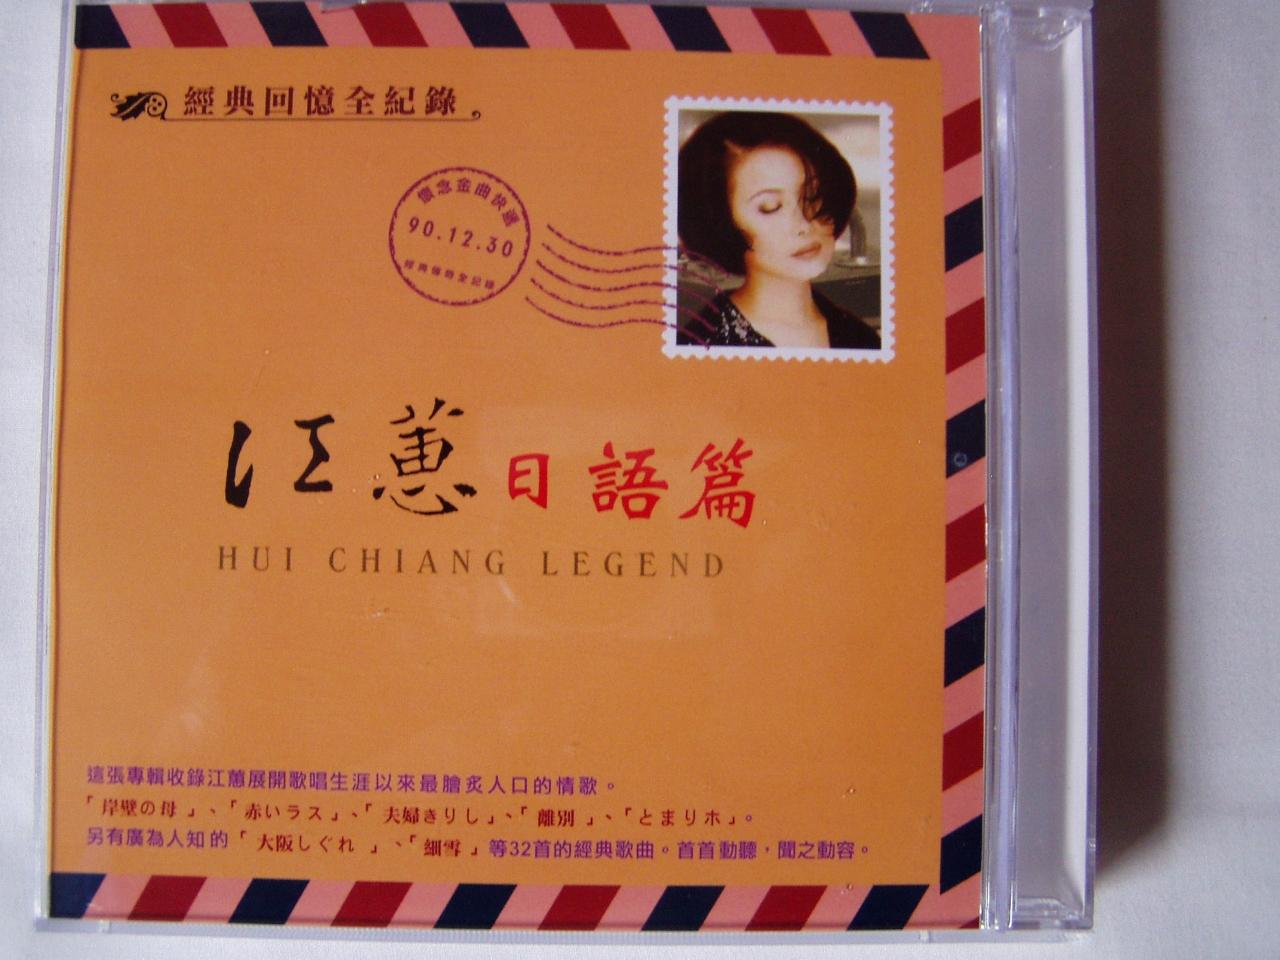 經典回憶全紀錄
懷念金曲快遞
90.12.30
經典傳奇全紀錄
江蕙 日語篇
HUI CHIANG LEGEND
這張專輯收錄江蕙展開歌唱生涯以來最膾炙人口的情歌。
「岸壁の母」、「赤いラス」、「夫婦きりし」、「離別」、「とまりホ」。
另有廣為人知的「大阪しぐれ」、「細雪」等32首的經典歌曲。首首動聽，聞之動容。